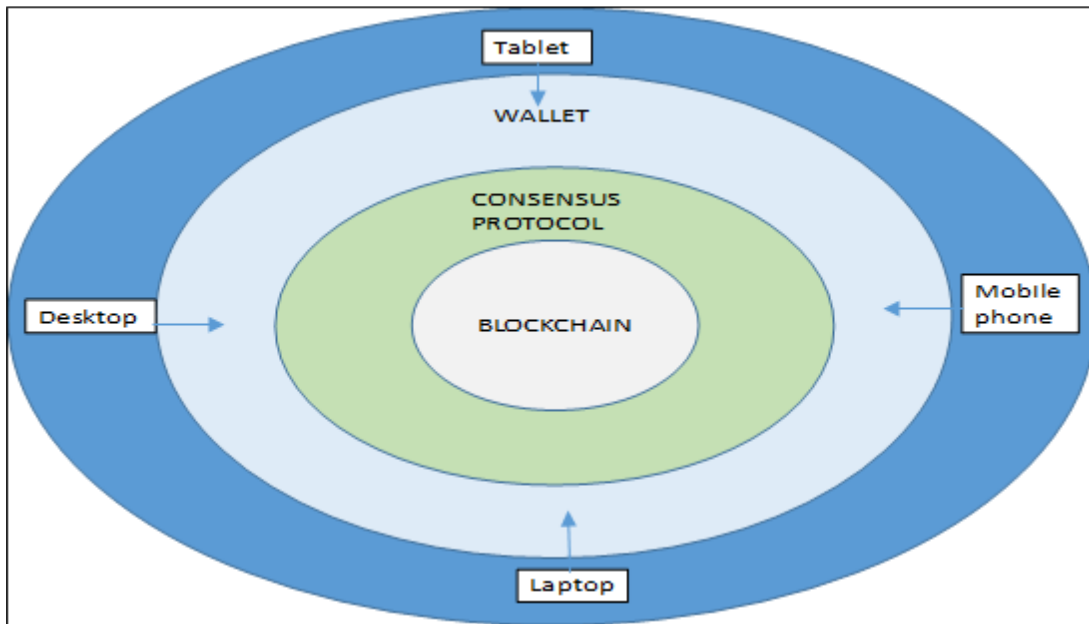 Tablet
WALLET
CONSENSUS
PROTOCOL
Desktop
BLOCKCHAIN
Mobile
phone
Laptop